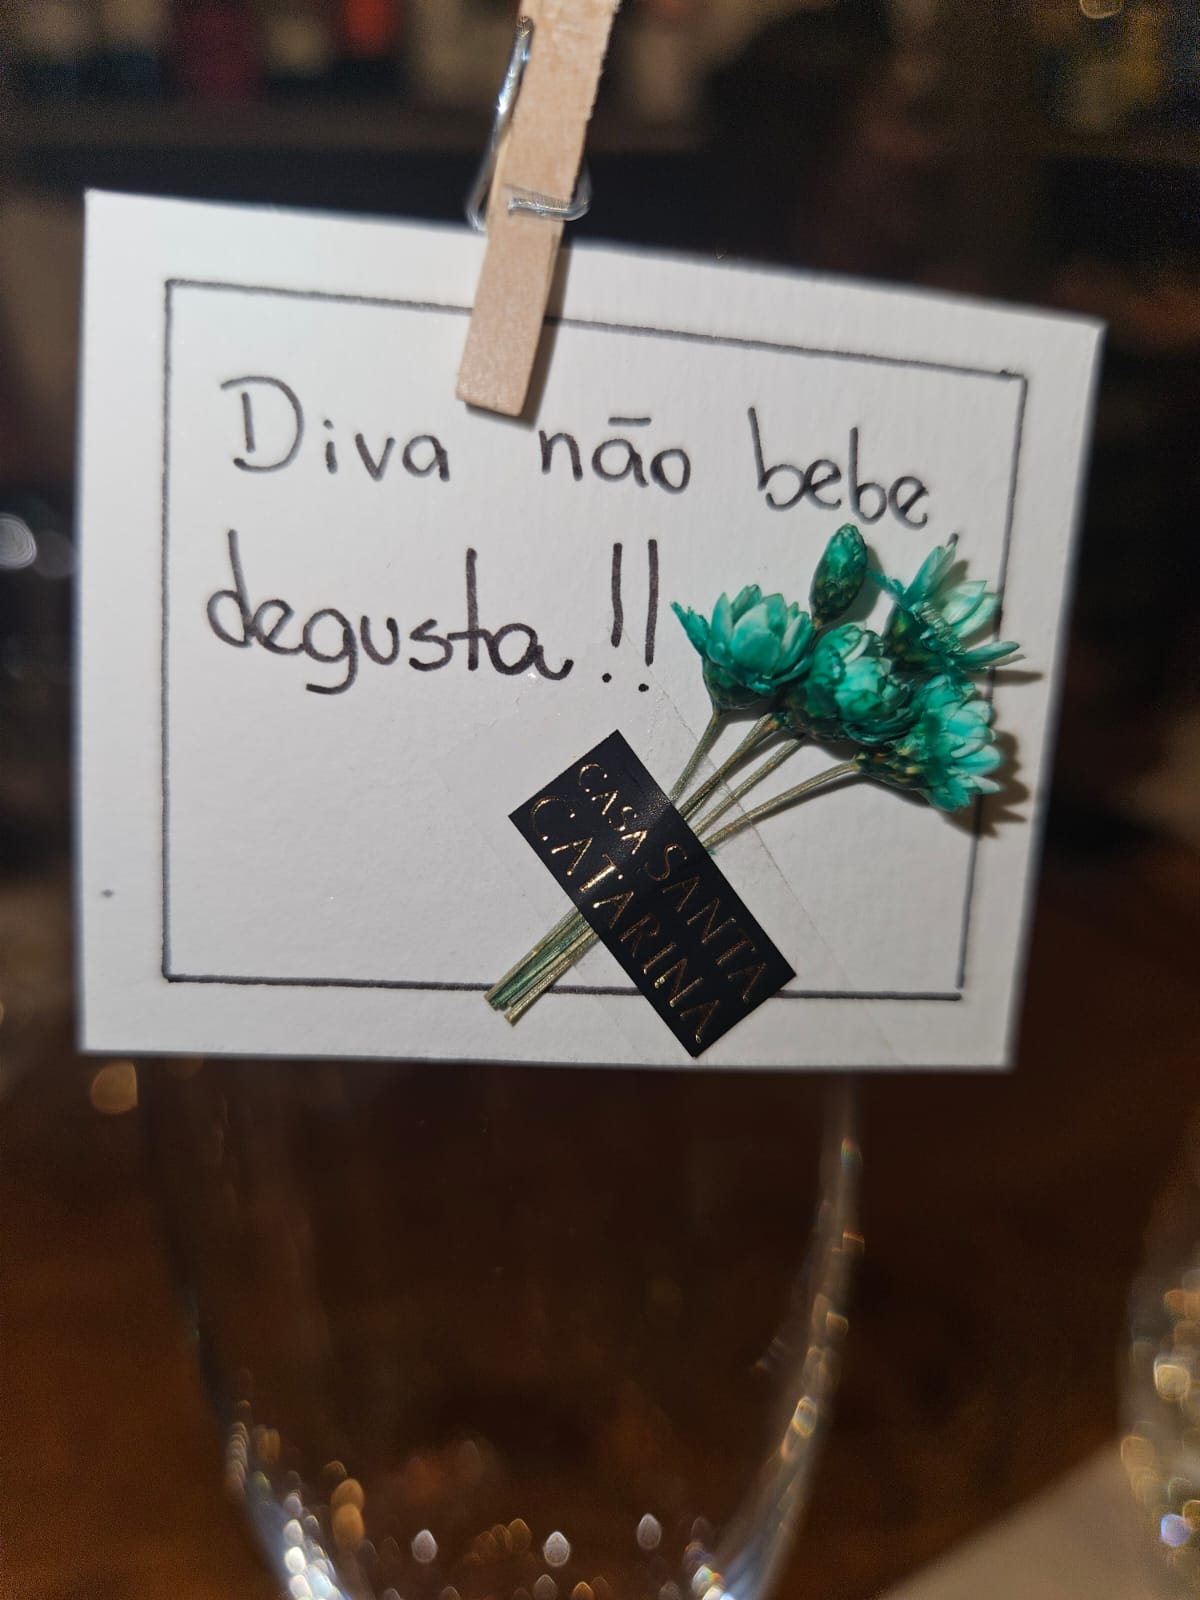 Diva não bebe
degusta!!
CASA SANTA
CATARINA